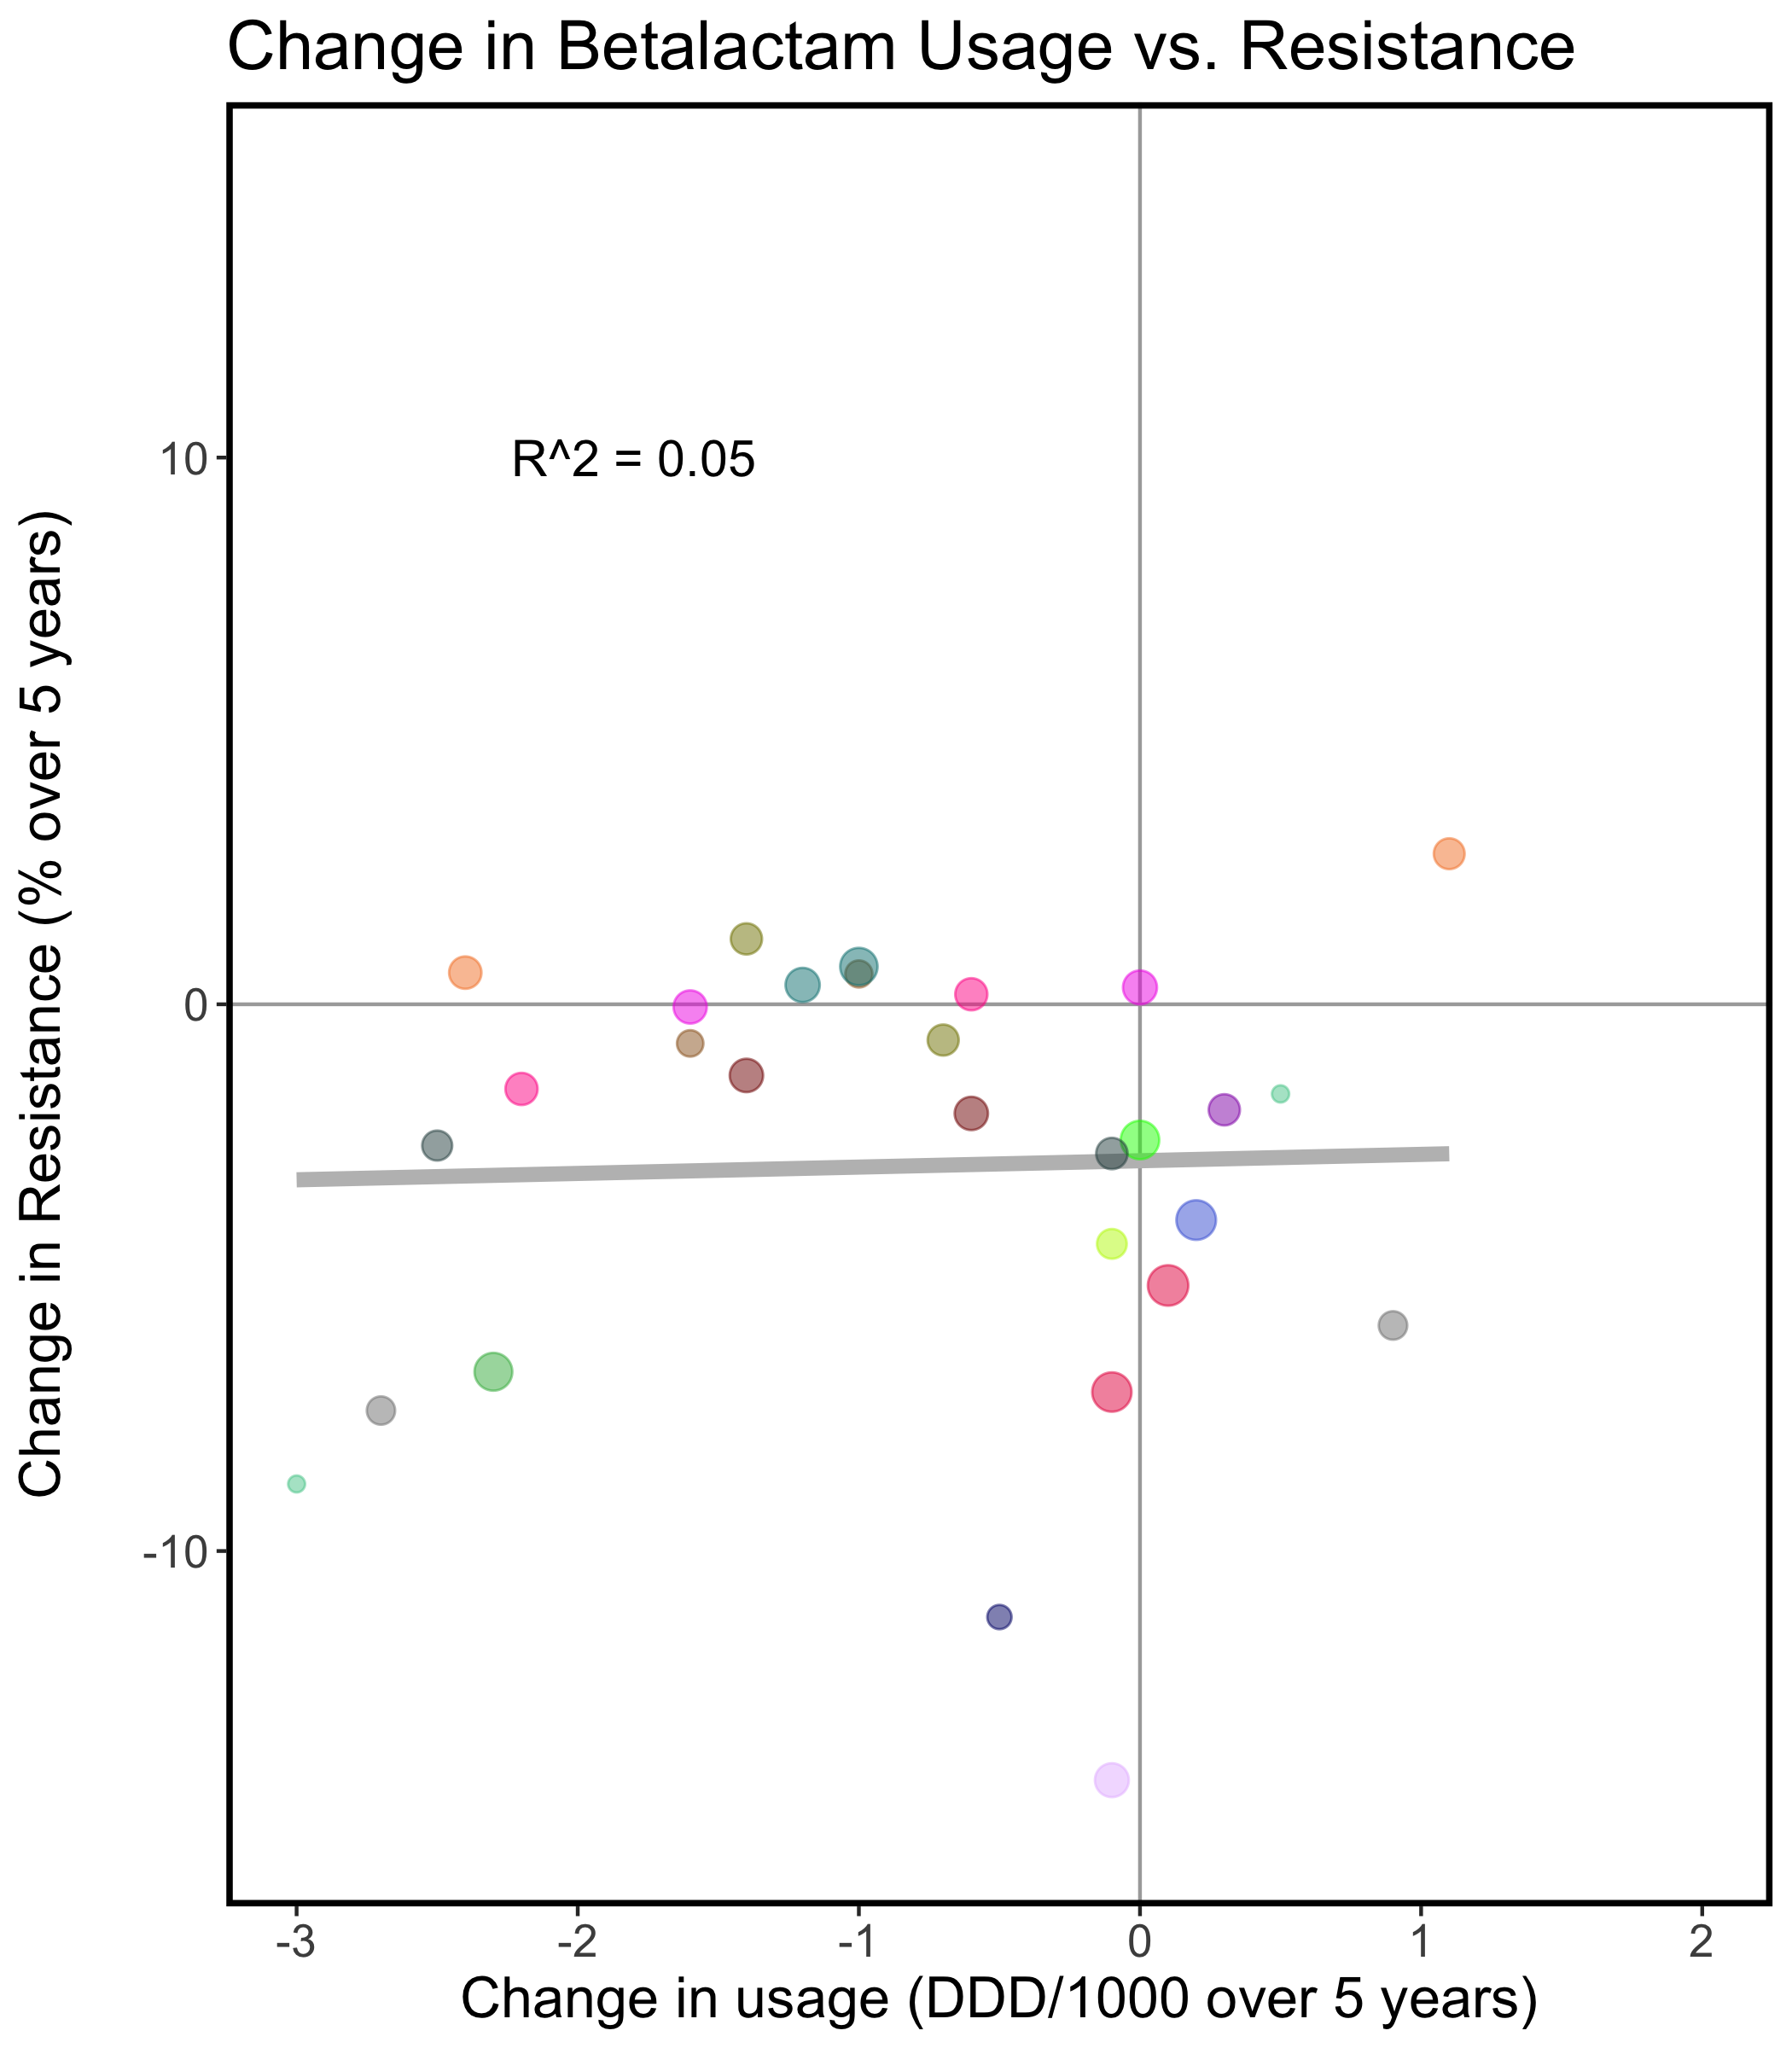 Change in Betalactam Usage vs. Resistance
R^2 = 0.05
Change in Resistance (% over 5 years)
10
0
-10
-3 -2 -1 0 1 2
Change in usage (DDD/1000 over 5 years)